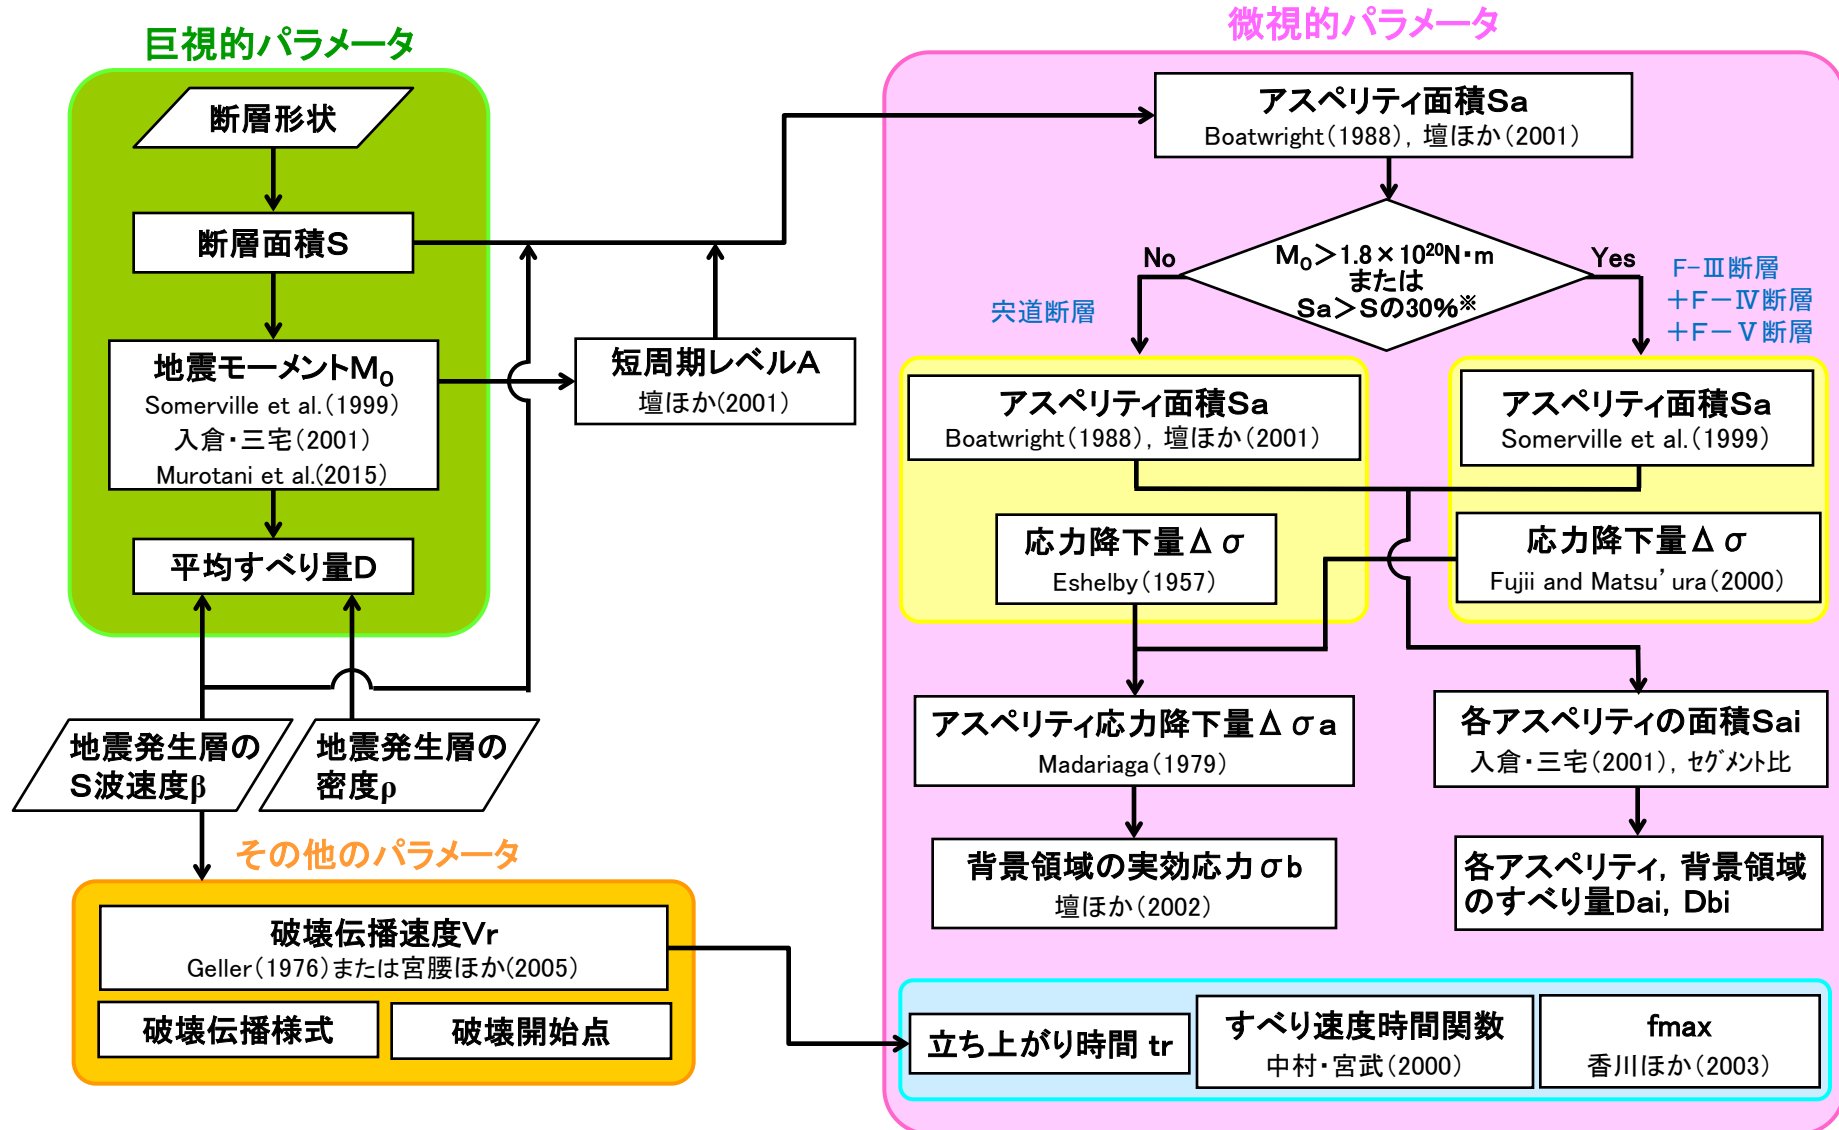 巨視的パラメータ
断層形状
断層面積S
地震モーメントM0
Somerville et al.(1999)
入倉・三宅(2001)
Murotani et al.(2015)
平均すべり量D
短周期レベルA
壇ほか(2001)
地震発生層の
S波速度β
地震発生層の
密度ρ
その他のパラメータ
破壊伝播速度Vr
Geller(1976)または宮腰ほか(2005)
破壊伝播様式
破壊開始点
微視的パラメータ
アスペリティ面積Sa
Boatwright(1988), 壇ほか(2001)
M0>1.8×10²⁰N・m
または
Sa>Sの30%※
No
Yes
宍道断層
F-Ⅲ断層
+F-Ⅳ断層
+F-Ⅴ断層
アスペリティ面積Sa
Boatwright(1988), 壇ほか(2001)
応力降下量Δσ
Eshelby(1957)
アスペリティ面積Sa
Somerville et al.(1999)
応力降下量Δσ
Fujii and Matsu'ura(2000)
アスペリティ応力降下量Δσa
Madariaga(1979)
各アスペリティの面積Sai
入倉・三宅(2001), セグメント比
背景領域の実効応力σb
壇ほか(2002)
各アスペリティ, 背景領域
のすべり量Dai, Dbi
立ち上がり時間 tr
すべり速度時間関数
中村・宮武(2000)
fmax
香川ほか(2003)